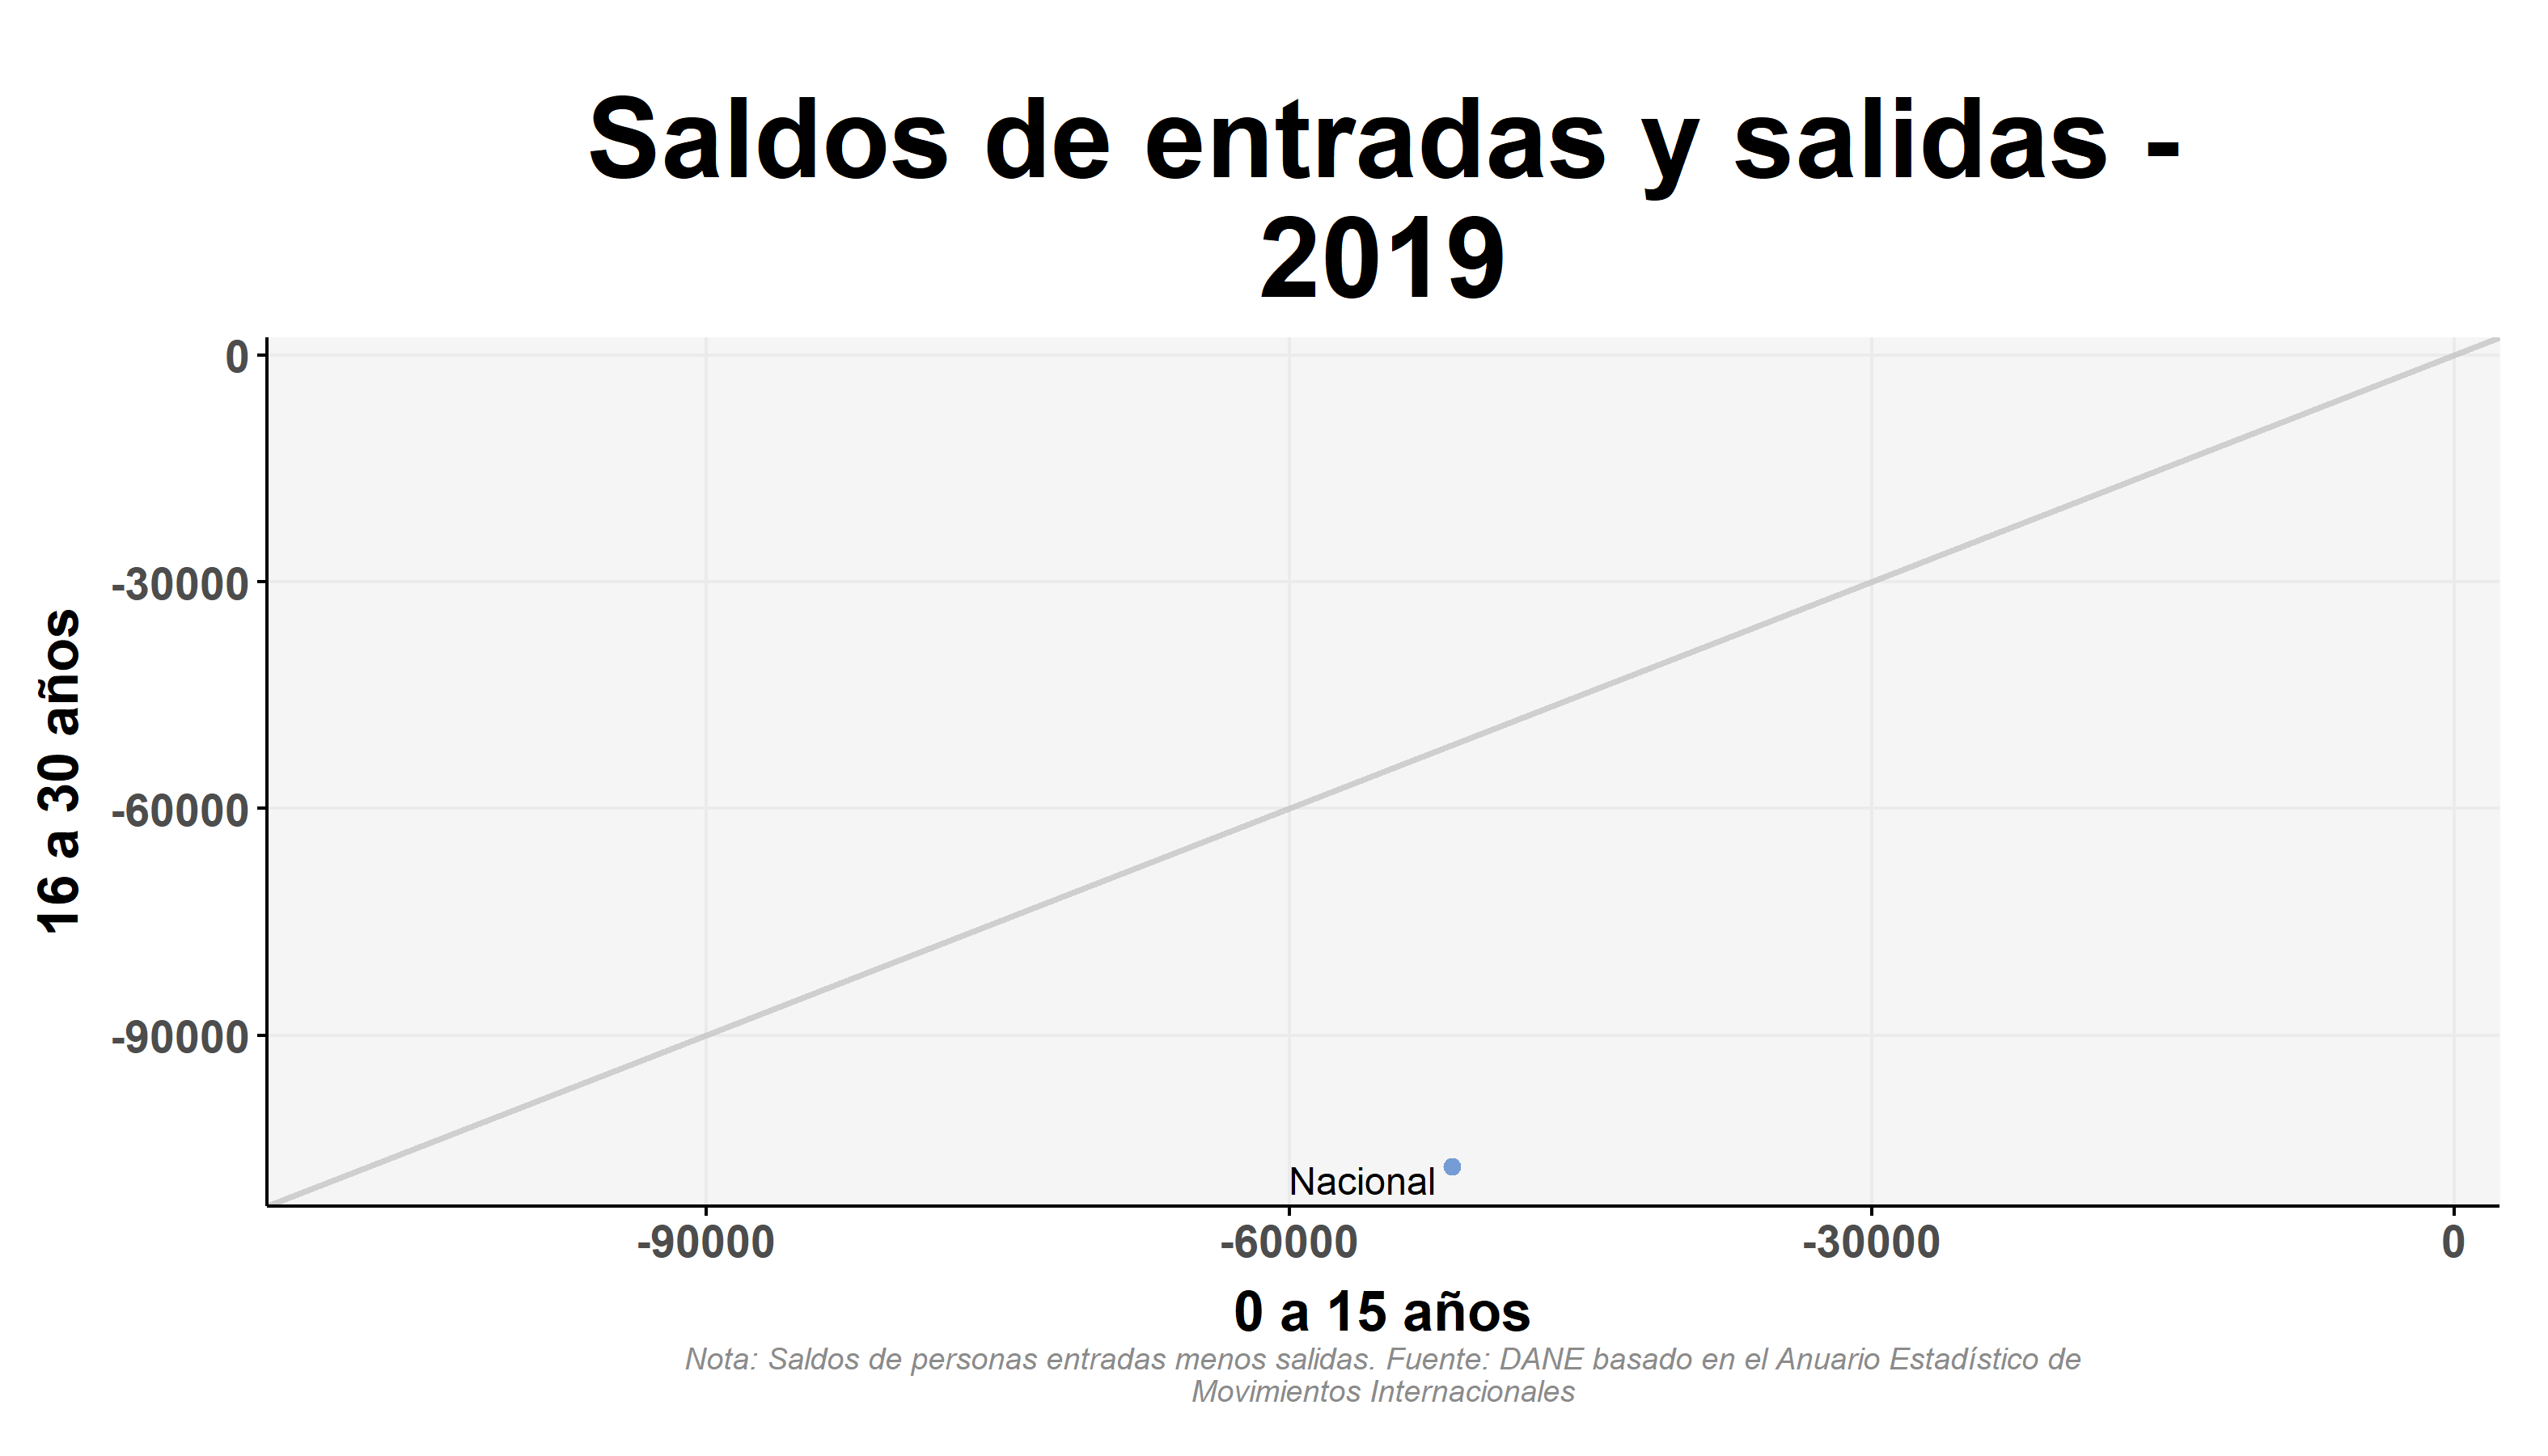 Saldos de entradas y salidas -
2019
0
-30000
-60000
-90000
16 a 30 años
Nacional
-90000
-60000
-30000
0
0 a 15 años
Nota: Saldos de personas entradas menos salidas. Fuente: DANE basado en el Anuario Estadístico de
Movimientos Internacionales